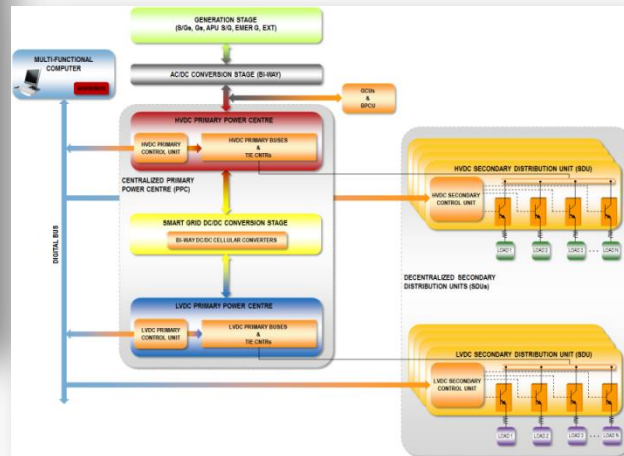 GENERATION STAGE
(S/Gs, Gs, APU S/G, EMER G, EXT)
MULTI-FUNCTIONAL
COMPUTER
AC/DC CONVERSION STAGE (BI-WAY)
GCUs
&
BPCU
HVDC PRIMARY POWER CENTRE
HVDC PRIMARY
CONTROL UNIT
HVDC PRIMARY BUSES
&
TIE CNTRs
CENTRALIZED PRIMARY
POWER CENTRE (PPC)
SMART GRID DC/DC CONVERSION STAGE
BI-WAY DC/DC CELLULAR CONVERTERS
LVDC PRIMARY POWER CENTRE
LVDC PRIMARY
CONTROL UNIT
LVDC PRIMARY BUSES
&
TIE CNTRs
DIGITAL BUS
HVDC SECONDARY DISTRIBUTION UNIT (SDU)
HVDC SECONDARY
CONTROL UNIT
LOAD 1
LOAD 2
LOAD 3
LOAD N
DECENTRALIZED SECONDARY
DISTRIBUTION UNITS (SDUs)
LVDC SECONDARY DISTRIBUTION UNIT (SDU)
LVDC SECONDARY
CONTROL UNIT
LOAD 1
LOAD 2
LOAD 3
LOAD N